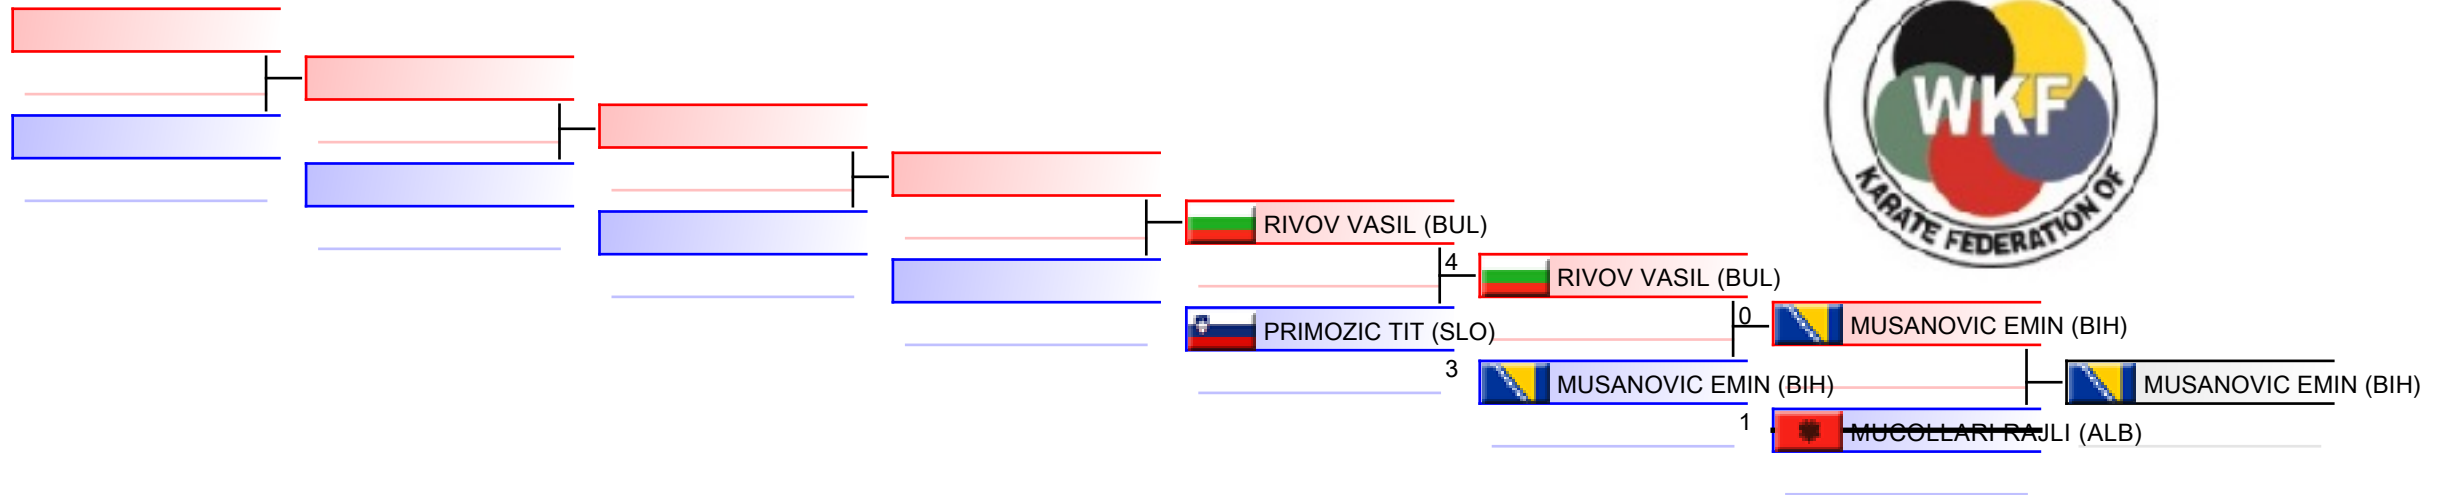 WKF
KARATE FEDERATION OF
RIVOV VASIL (BUL)
4
RIVOV VASIL (BUL)
0
MUSANOVIC EMIN (BIH)
PRIMOZIC TIT (SLO)
3
MUSANOVIC EMIN (BIH)
1
MUSANOVIC EMIN (BIH)
MUCOLLARI RAJLI (ALB)